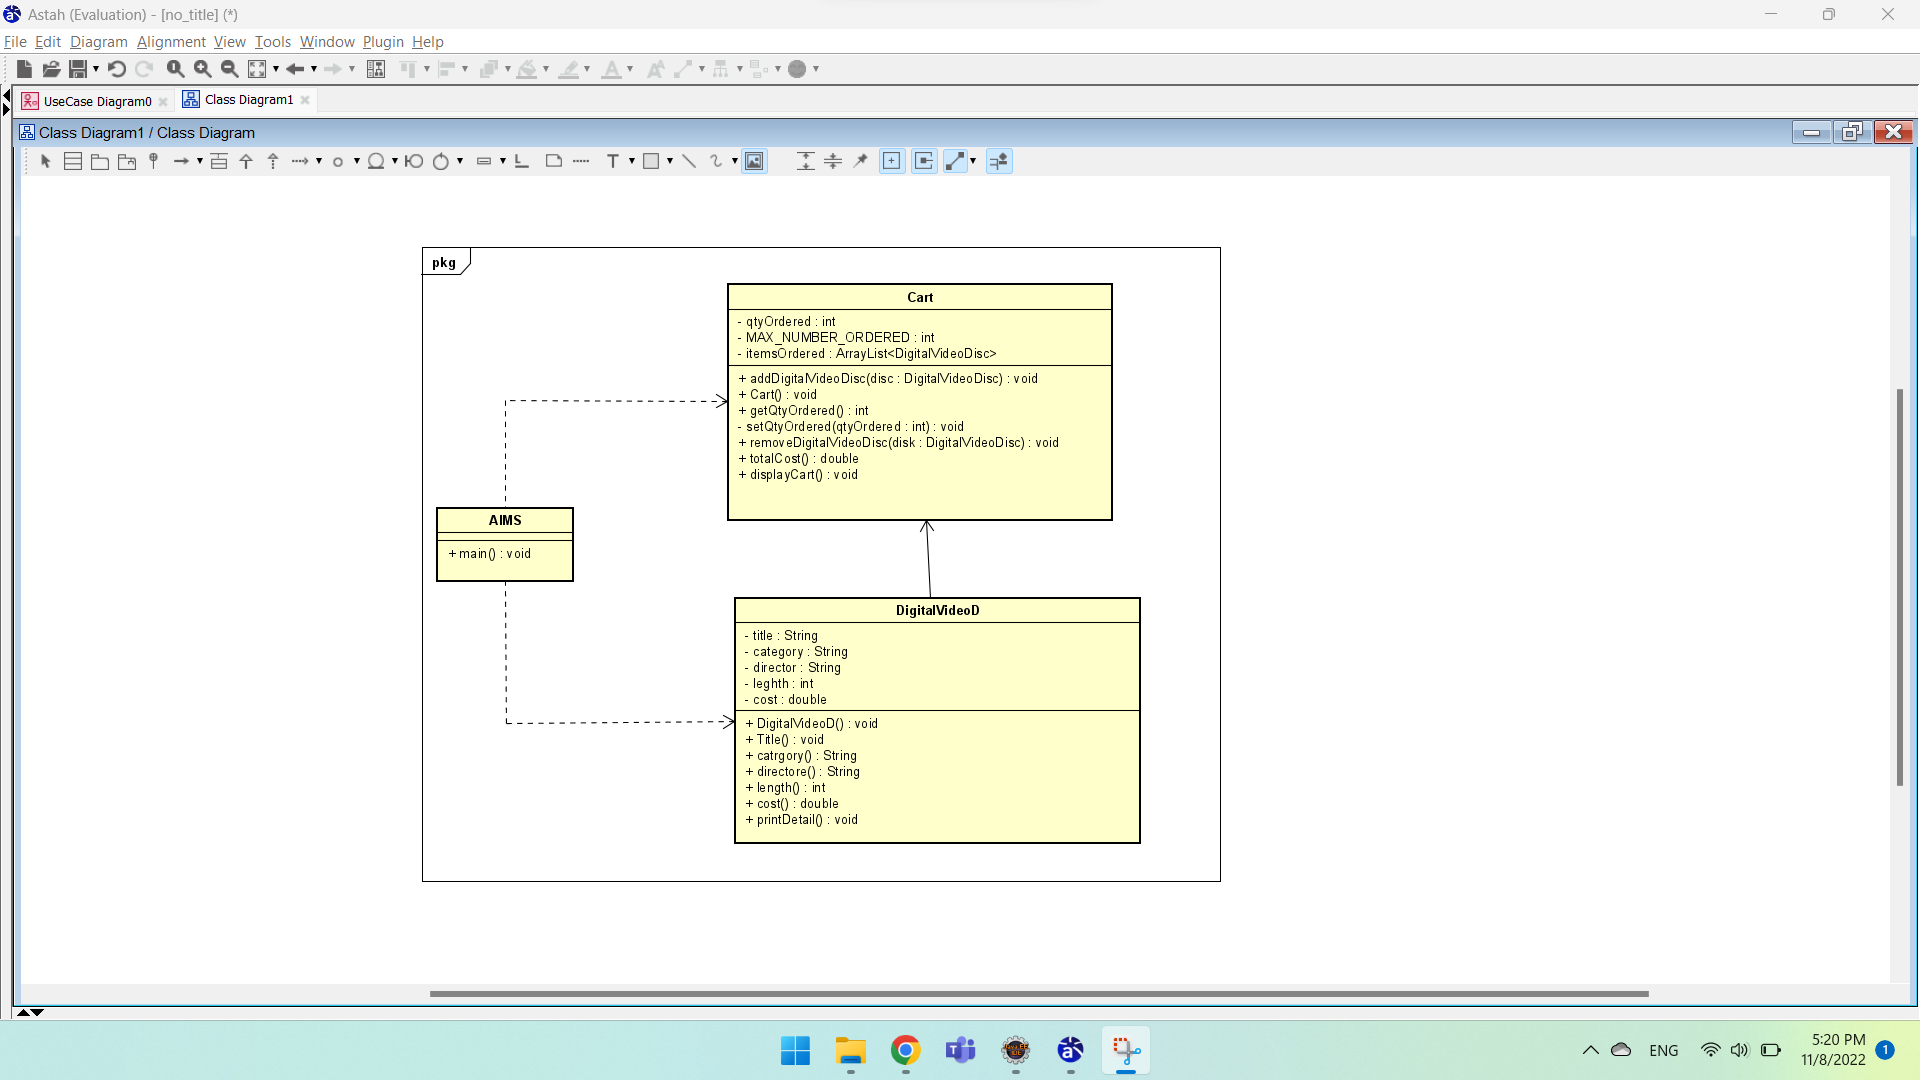 Astah (Evaluation) - [no_title] (*)
File Edit Diagram Alignment View Tools Window Plugin Help
UseCase Diagram0
Class Diagram1
Class Diagram1 / Class Diagram
pkg
Cart
- qtyOrdered : int
- MAX_NUMBER_ORDERED : int
- itemsOrdered : ArrayList<DigitalVideoDisc>
+ addDigitalVideoDisc(disc : DigitalVideoDisc) : void
+ Cart() : void
+ getQtyOrdered() : int
- setQtyOrdered(qtyOrdered : int) : void
+ removeDigitalVideoDisc(disk : DigitalVideoDisc) : void
+ totalCost() : double
+ displayCart() : void
AIMS
+ main() : void
DigitalVideoD
- title : String
- category : String
- director : String
- leghth : int
- cost : double
+ DigitalVideoD() : void
+ Title() : void
+ catrgory() : String
+ directore() : String
+ length() : int
+ cost() : double
+ printDetail() : void
ENG
5:20 PM
11/8/2022
1